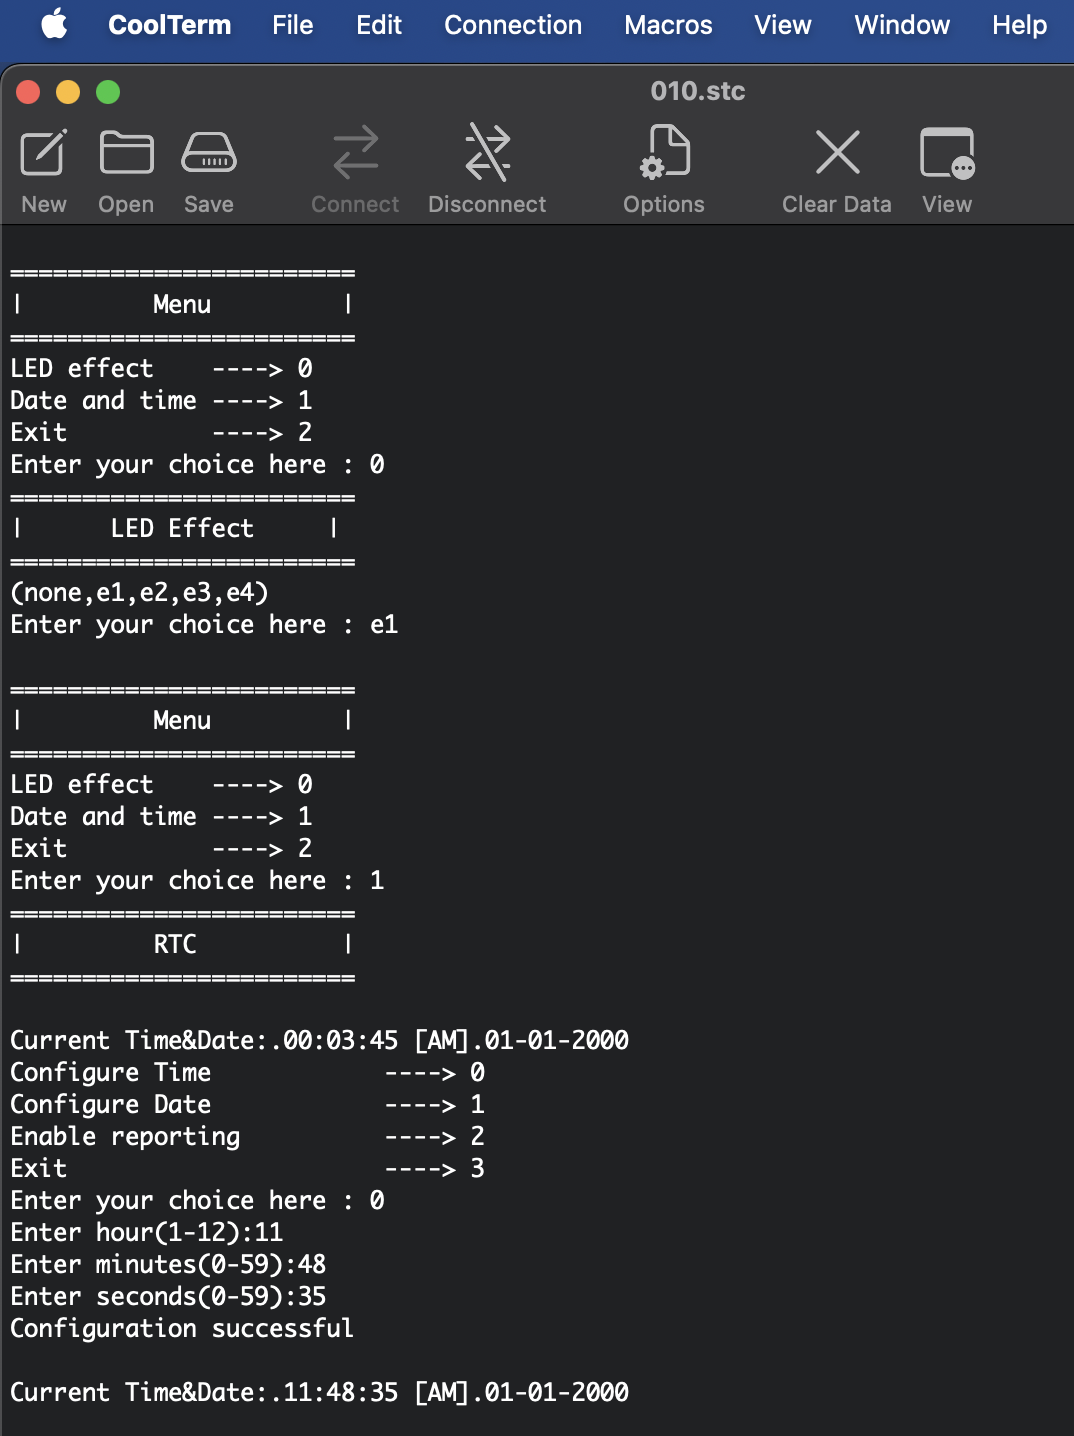 CoolTerm File Edit Connection Macros View Window Help
010.stc
New Open Save Connect Disconnect Options Clear Data View
========================
|         Menu         |
========================
LED effect    ----> 0
Date and time ----> 1
Exit          ----> 2
Enter your choice here : 0
========================
|      LED Effect     |
========================
(none,e1,e2,e3,e4)
Enter your choice here : e1
========================
|         Menu         |
========================
LED effect    ----> 0
Date and time ----> 1
Exit          ----> 2
Enter your choice here : 1
========================
|         RTC          |
========================
Current Time&Date:.00:03:45 [AM].01-01-2000
Configure Time            ----> 0
Configure Date            ----> 1
Enable reporting          ----> 2
Exit                      ----> 3
Enter your choice here : 0
Enter hour(1-12):11
Enter minutes(0-59):48
Enter seconds(0-59):35
Configuration successful
Current Time&Date:.11:48:35 [AM].01-01-2000